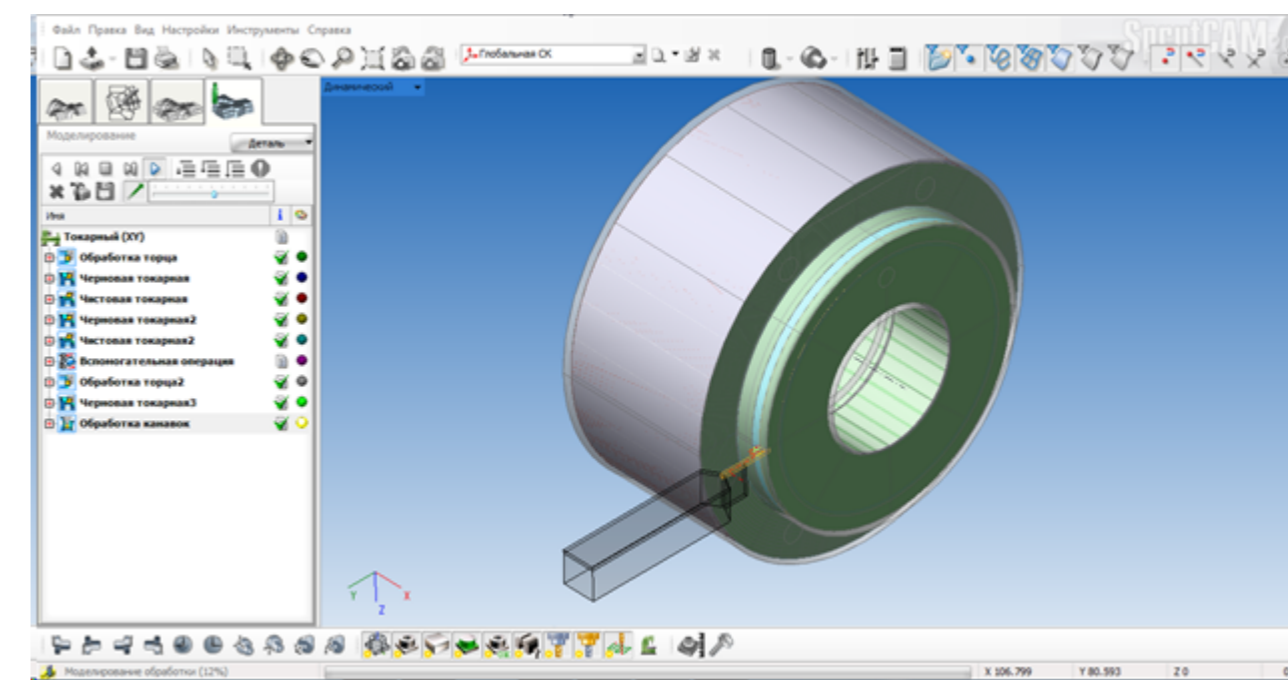 Файл Правка Вид Настройки Инструменты Справка
SprutCAM
Глобальная СК
Динамический
Моделирование
Деталь
Имя
Токарный (XY)
Обработка торца
Черновая токарная
Чистовая токарная
Черновая токарная2
Чистовая токарная2
Вспомогательная операция
Обработка торца2
Черновая токарная3
Обработка канавок
Y X
Z
Моделирование обработки (12%)
X 106.799 Y 80.593 Z 0